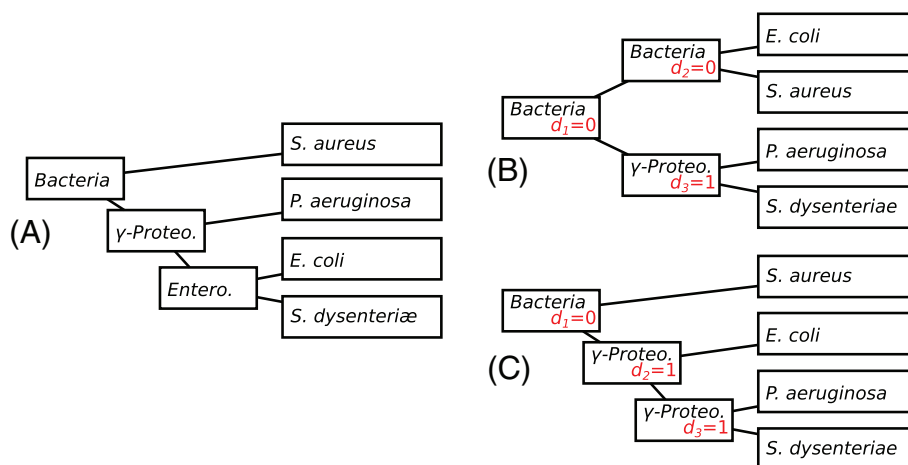 (A)
Bacteria
S. aureus
γ-Proteo.
P. aeruginosa
Entero.
E. coli
S. dysenteriæ
(B)
Bacteria
d1=0
Bacteria
d2=0
E. coli
S. aureus
γ-Proteo.
d3=1
P. aeruginosa
S. dysenteriae
(C)
Bacteria
d1=0
S. aureus
γ-Proteo.
d2=1
E. coli
γ-Proteo.
d3=1
P. aeruginosa
S. dysenteriae